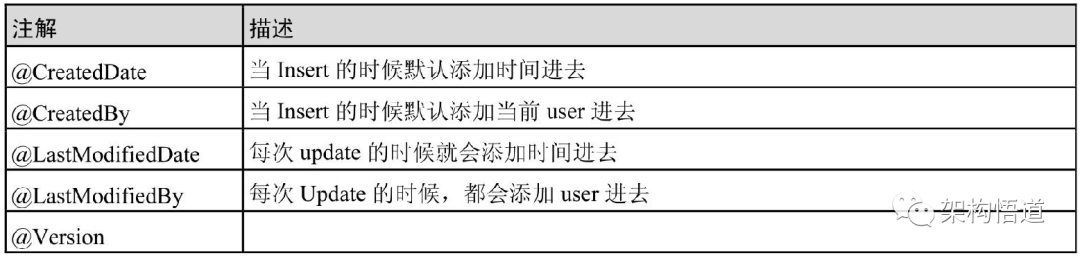 注解 描述
@CreatedDate 当 Insert 的时候默认添加时间进去
@CreatedBy 当 Insert 的时候默认添加当前 user 进去
@LastModifiedDate 每次 update 的时候就会添加时间进去
@LastModifiedBy 每次 Update 的时候，都会添加 user 进去
架构悟道
@Version